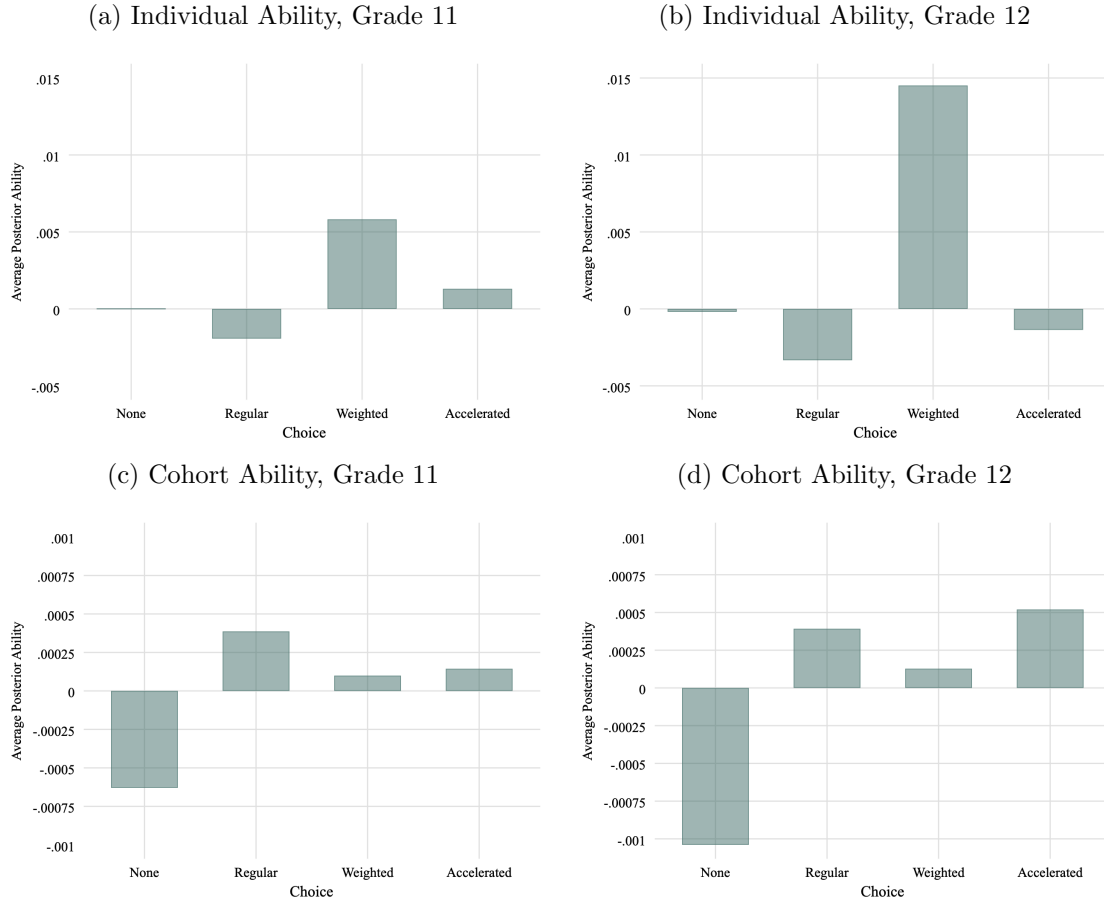 (a) Individual Ability, Grade 11
.015
.01
.005
0
-.005
Average Posterior Ability
None Regular Weighted Accelerated
Choice
(b) Individual Ability, Grade 12
.015
.01
.005
0
-.005
Average Posterior Ability
None Regular Weighted Accelerated
Choice
(c) Cohort Ability, Grade 11
.001
.00075
.0005
.00025
0
-.00025
-.0005
-.00075
-.001
Average Posterior Ability
None Regular Weighted Accelerated
Choice
(d) Cohort Ability, Grade 12
.001
.00075
.0005
.00025
0
-.00025
-.0005
-.00075
-.001
Average Posterior Ability
None Regular Weighted Accelerated
Choice